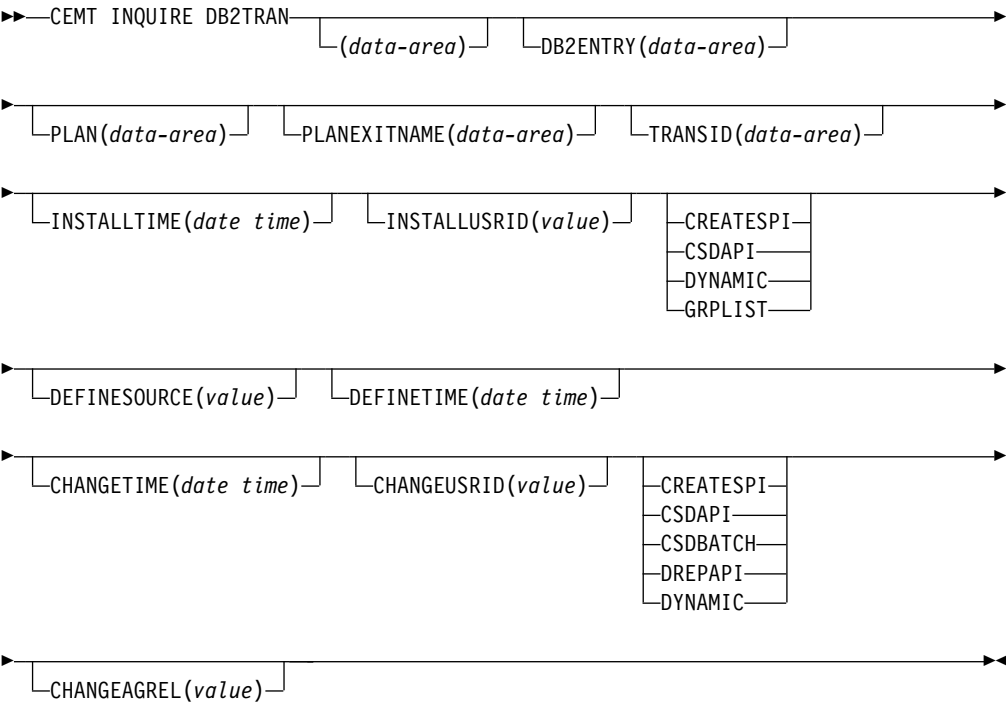 CEMT INQUIRE DB2TRAN
(data-area) DB2ENTRY(data-area)
PLAN(data-area) PLANEXITNAME(data-area) TRANSID(data-area)
INSTALLTIME(date time) INSTALLUSRID(value) CREATESPI
CSDAPI
DYNAMIC
GRPLIST
DEFINESOURCE(value) DEFINETIME(date time)
CHANGETIME(date time) CHANGEUSRID(value) CREATESPI
CSDAPI
CSDBATCH
DREPAPI
DYNAMIC
CHANGEAGREL(value)